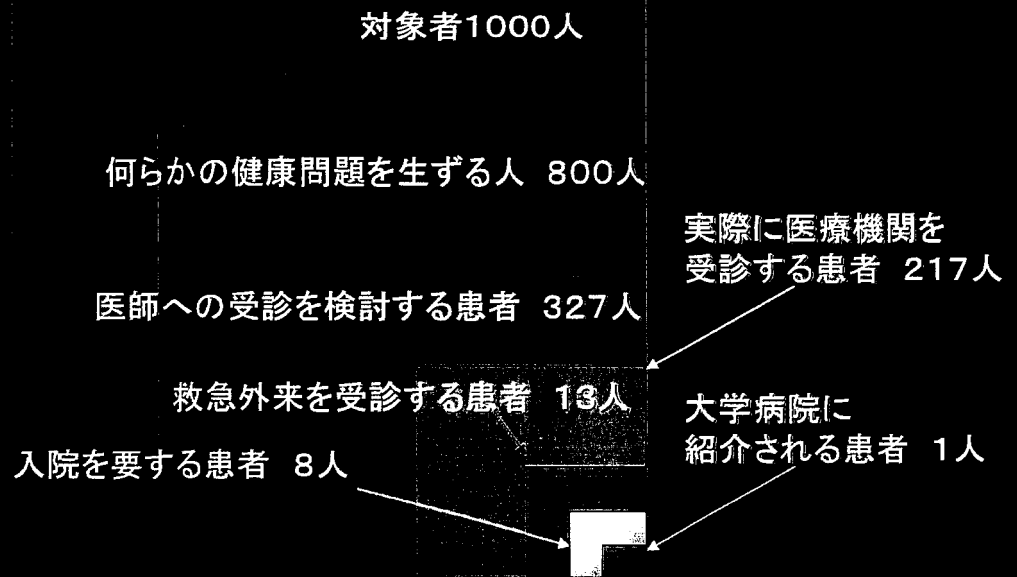 対象者1000人
何らかの健康問題を生ずる人 800人
実際に医療機関を
受診する患者 217人
医師への受診を検討する患者 327人
救急外来を受診する患者 13人
大学病院に
紹介される患者 1人
入院を要する患者 8人